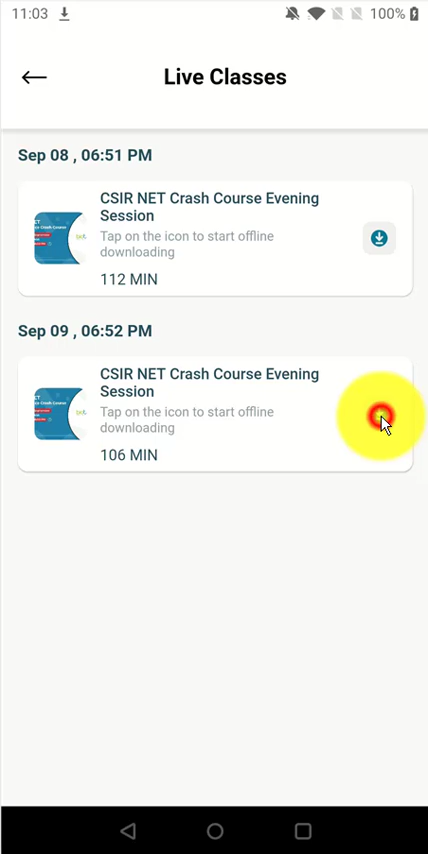 11:03
100%
Live Classes
Sep 08 , 06:51 PM
CSIR NET Crash Course Evening
Session
Tap on the icon to start offline
downloading
112 MIN
Sep 09 , 06:52 PM
CSIR NET Crash Course Evening
Session
Tap on the icon to start offline
downloading
106 MIN